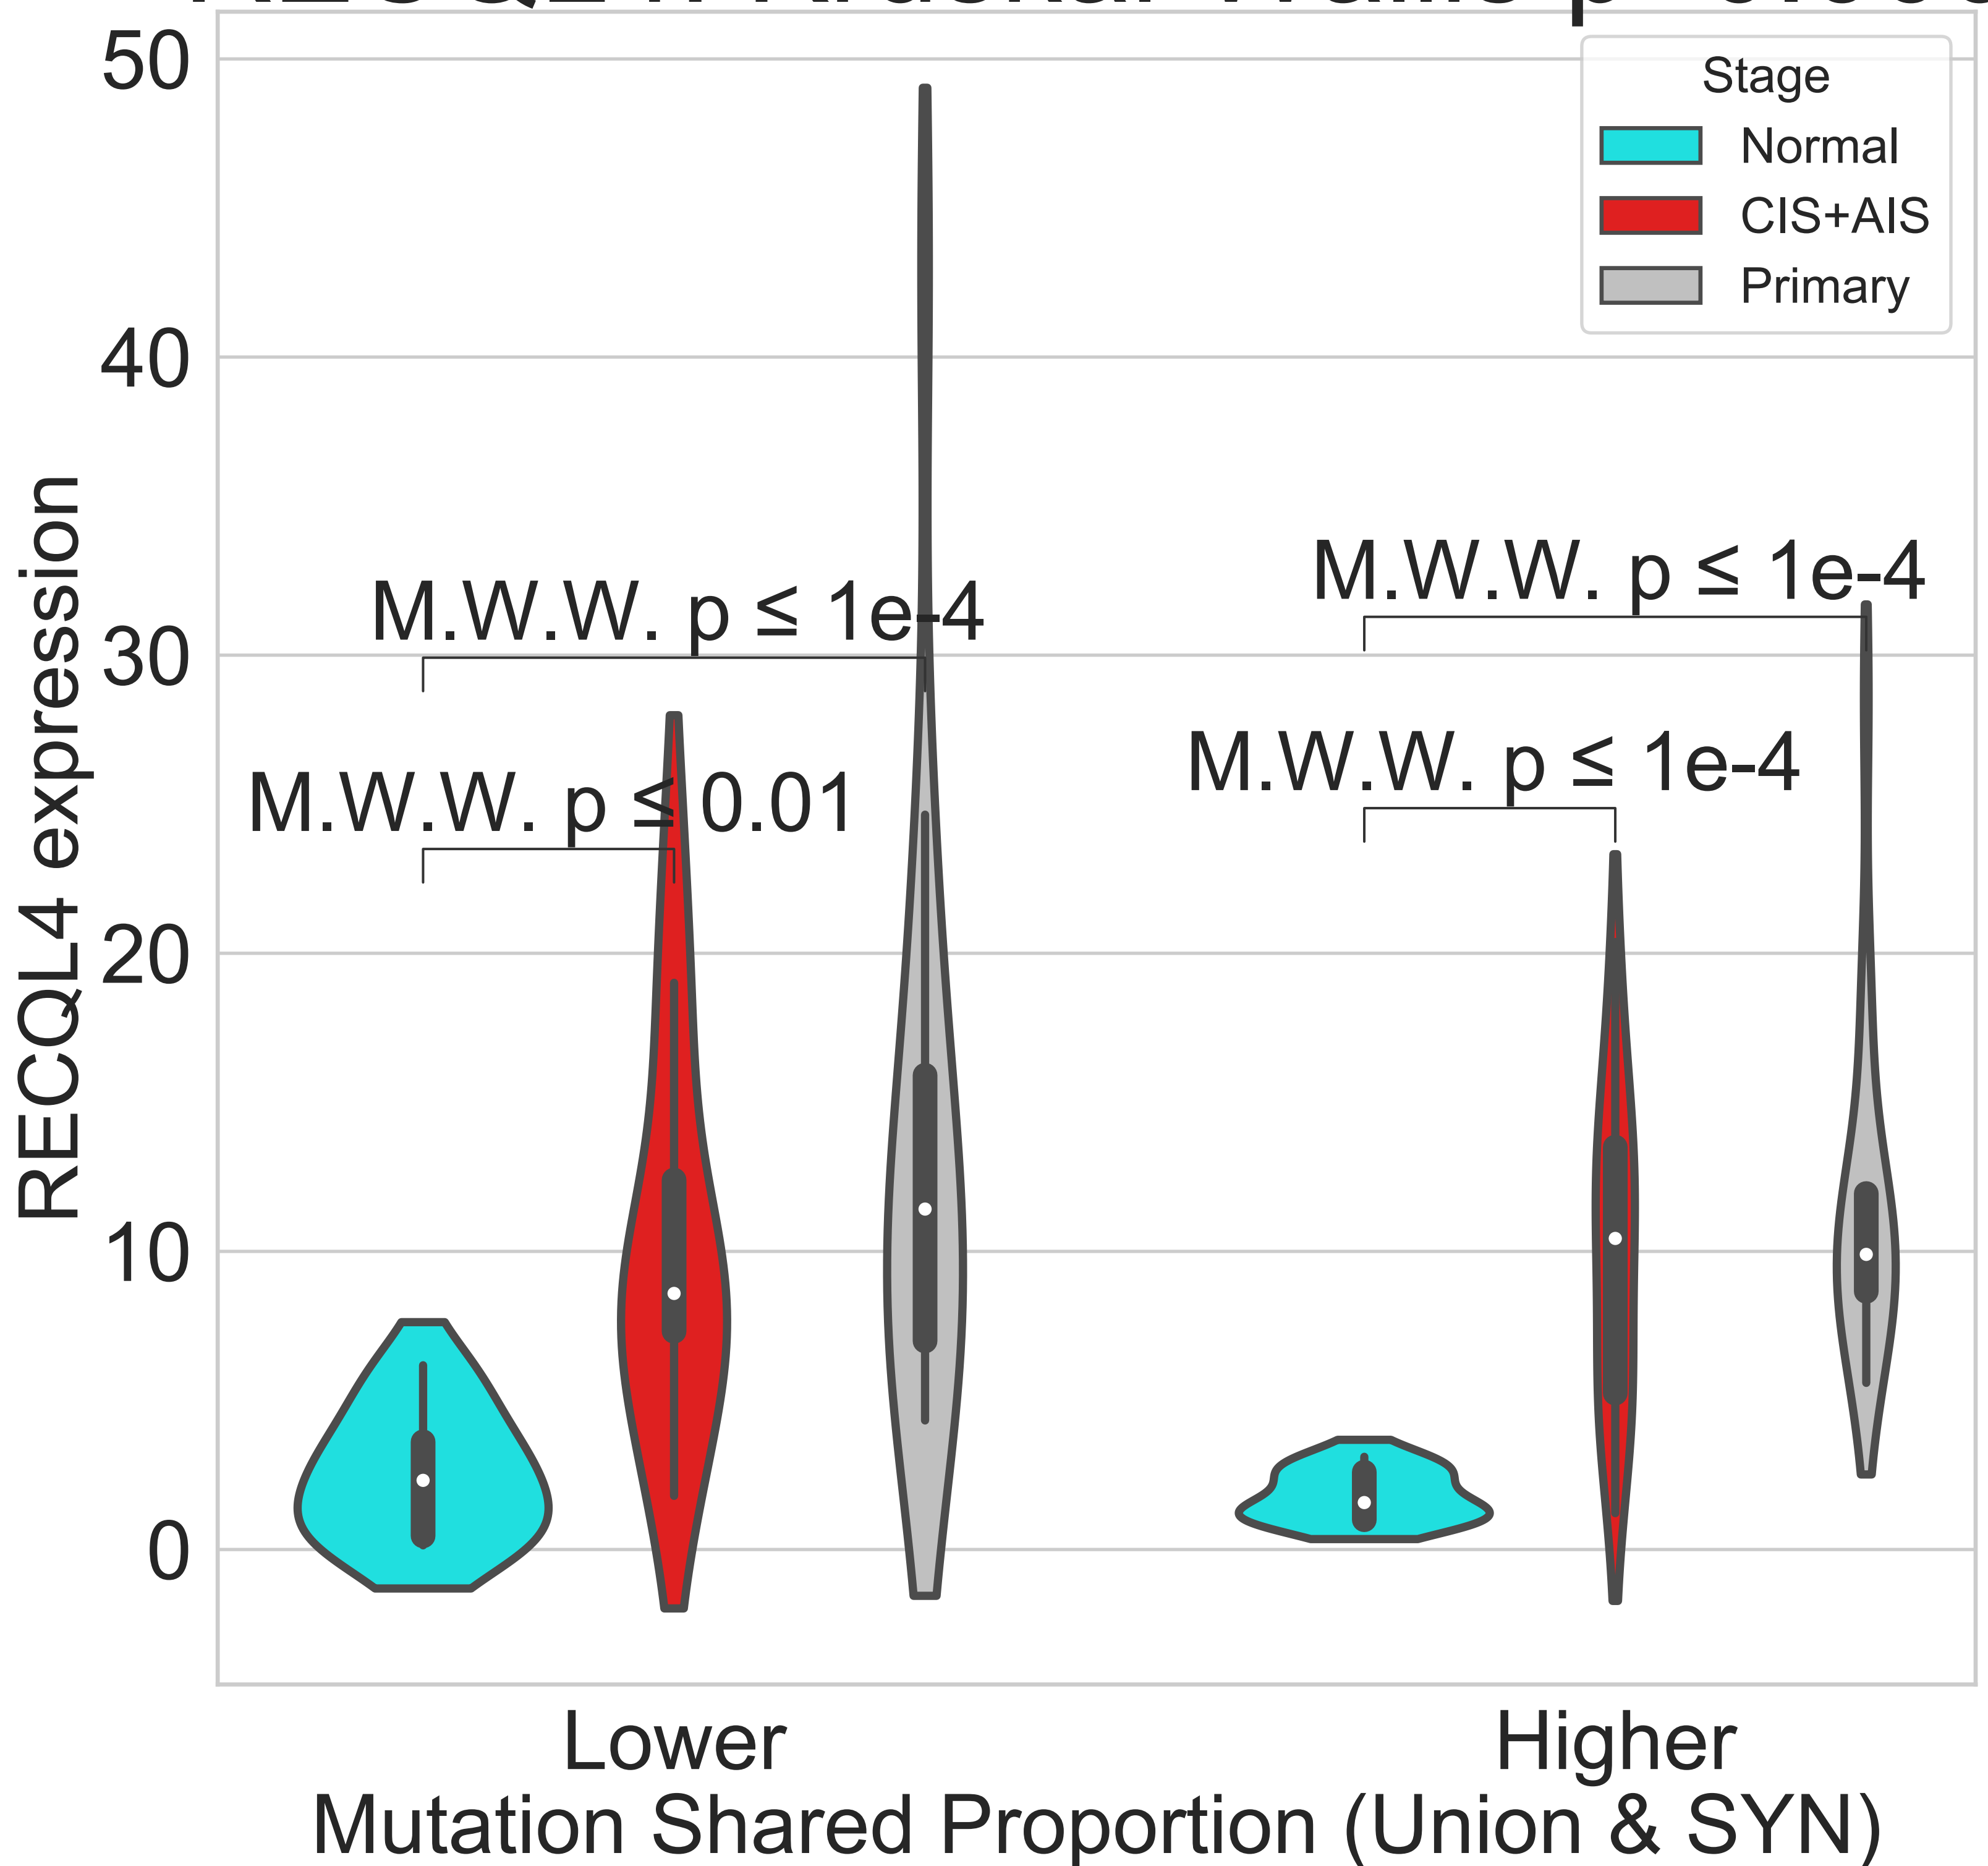 50
Stage
Normal
CIS+AIS
Primary
40
30
20
10
0
RECQL4 expression
M.W.W. p ≤ 1e-4
M.W.W. p ≤ 0.01
M.W.W. p ≤ 1e-4
M.W.W. p ≤ 1e-4
Lower
Higher
Mutation Shared Proportion (Union & SYN)